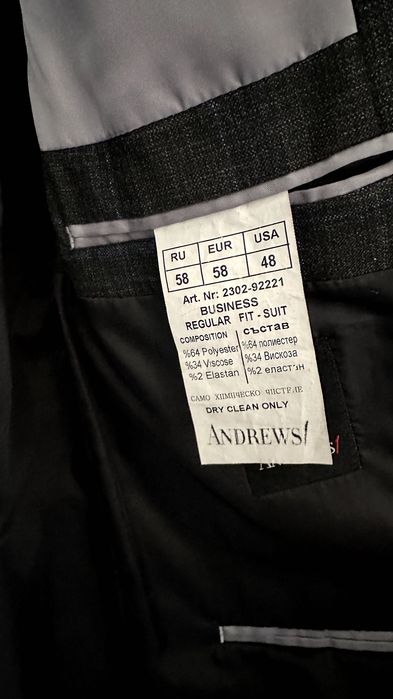 RU EUR USA
58 58 48
Art. Nr: 2302-92221
BUSINESS
REGULAR FIT - SUIT
COMPOSITION състав
%64 Polyester %64 полиестер
%34 Viscose %34 Вискоза
%2 Elastan %2 еластан
САМО ХИМИЧЕСКО ЧИСТЕНЕ
DRY CLEAN ONLY
ANDREWS/